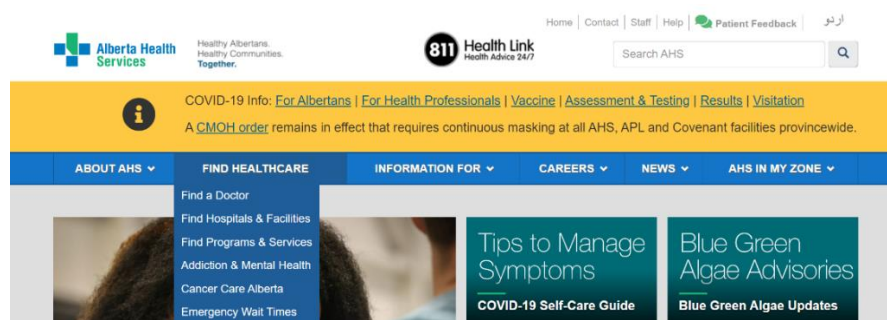 Home | Contact | Staff | Help | Patient Feedback | اردو
Alberta Health
Services
Healthy Albertans.
Healthy Communities.
Together.
811 Health Link
Health Advice 24/7
Search AHS
COVID-19 Info: For Albertans | For Health Professionals | Vaccine | Assessment & Testing | Results | Visitation
A CMOH order remains in effect that requires continuous masking at all AHS, APL and Covenant facilities provincewide.
ABOUT AHS FIND HEALTHCARE INFORMATION FOR CAREERS NEWS AHS IN MY ZONE
Find a Doctor
Find Hospitals & Facilities
Find Programs & Services
Addiction & Mental Health
Cancer Care Alberta
Emergency Wait Times
Tips to Manage
Symptoms
COVID-19 Self-Care Guide
Blue Green
Algae Advisories
Blue Green Algae Updates